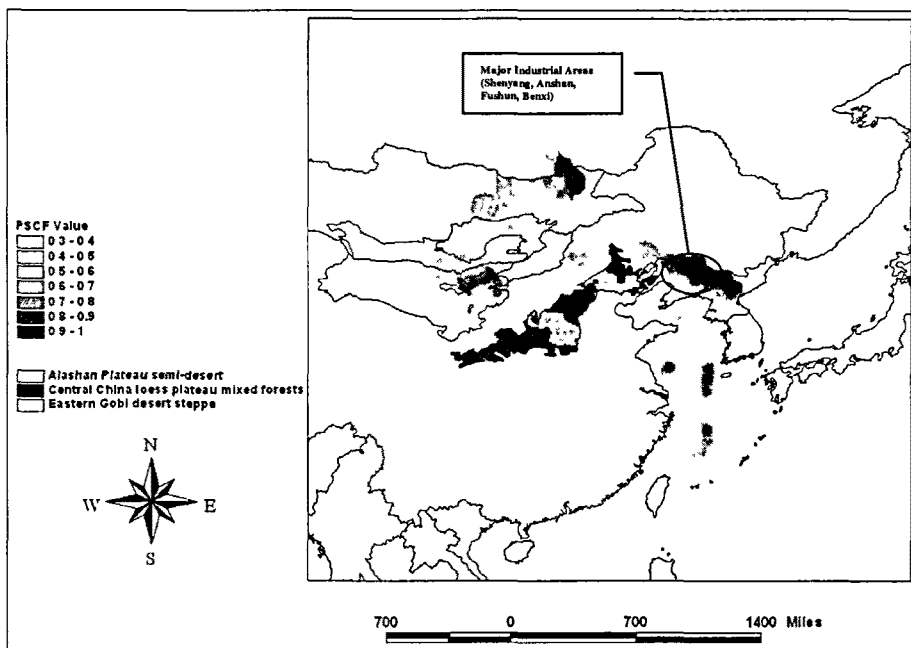 Major Industrial Areas
(Shenyang, Anshan,
Fushun, Benxi)
PSCF Value
0 3 - 0 4
0 4 - 0 5
0 5 - 0 6
0 6 - 0 7
0 7 - 0 8
0 8 - 0.9
0 9 - 1
Alashan Plateau semi-desert
Central China loess plateau mixed forests
Eastern Gobi desert steppe
N
W E
S
700 0 700 1400 Miles